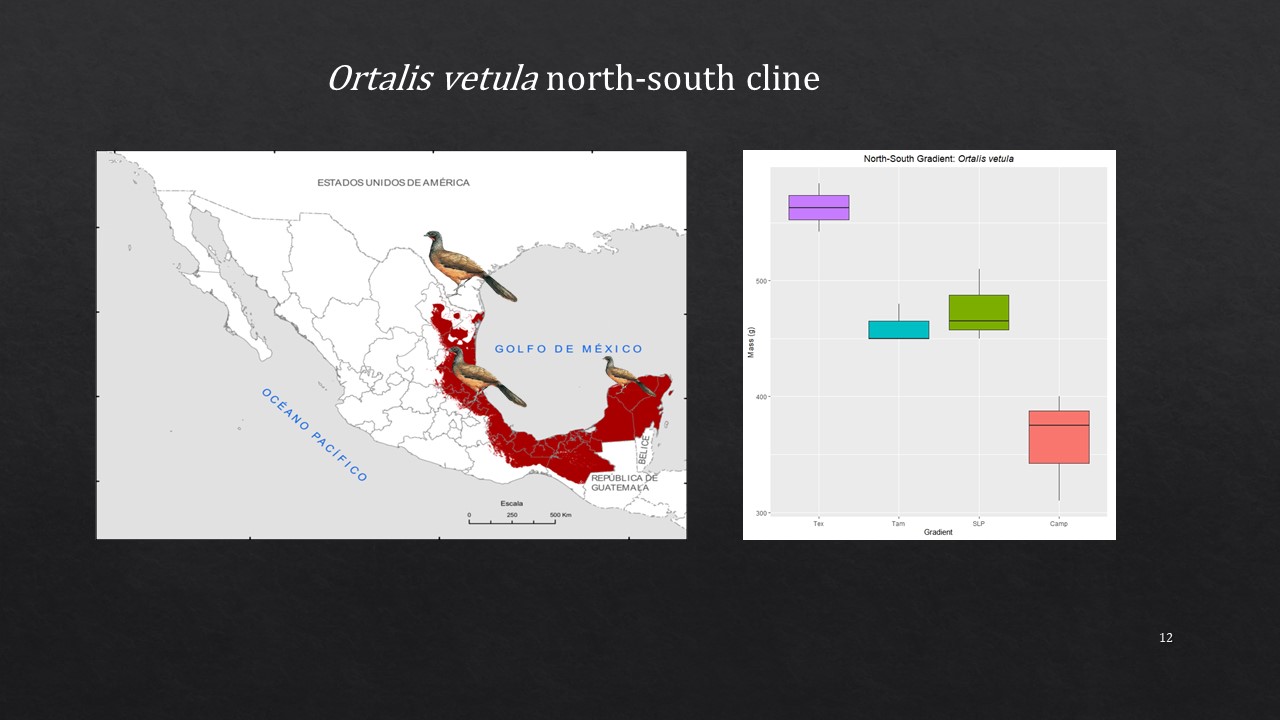 Ortalis vetula north-south cline
ESTADOS UNIDOS DE AMÉRICA
GOLFO DE MÉXICO
OCÉANO PACÍFICO
BELICE
REPÚBLICA DE
GUATEMALA
Escala
0 250 500 Km
North-South Gradient: Ortalis vetula
Mass (g)
500
400
300
Tex Tam SLP Camp
Gradient
12